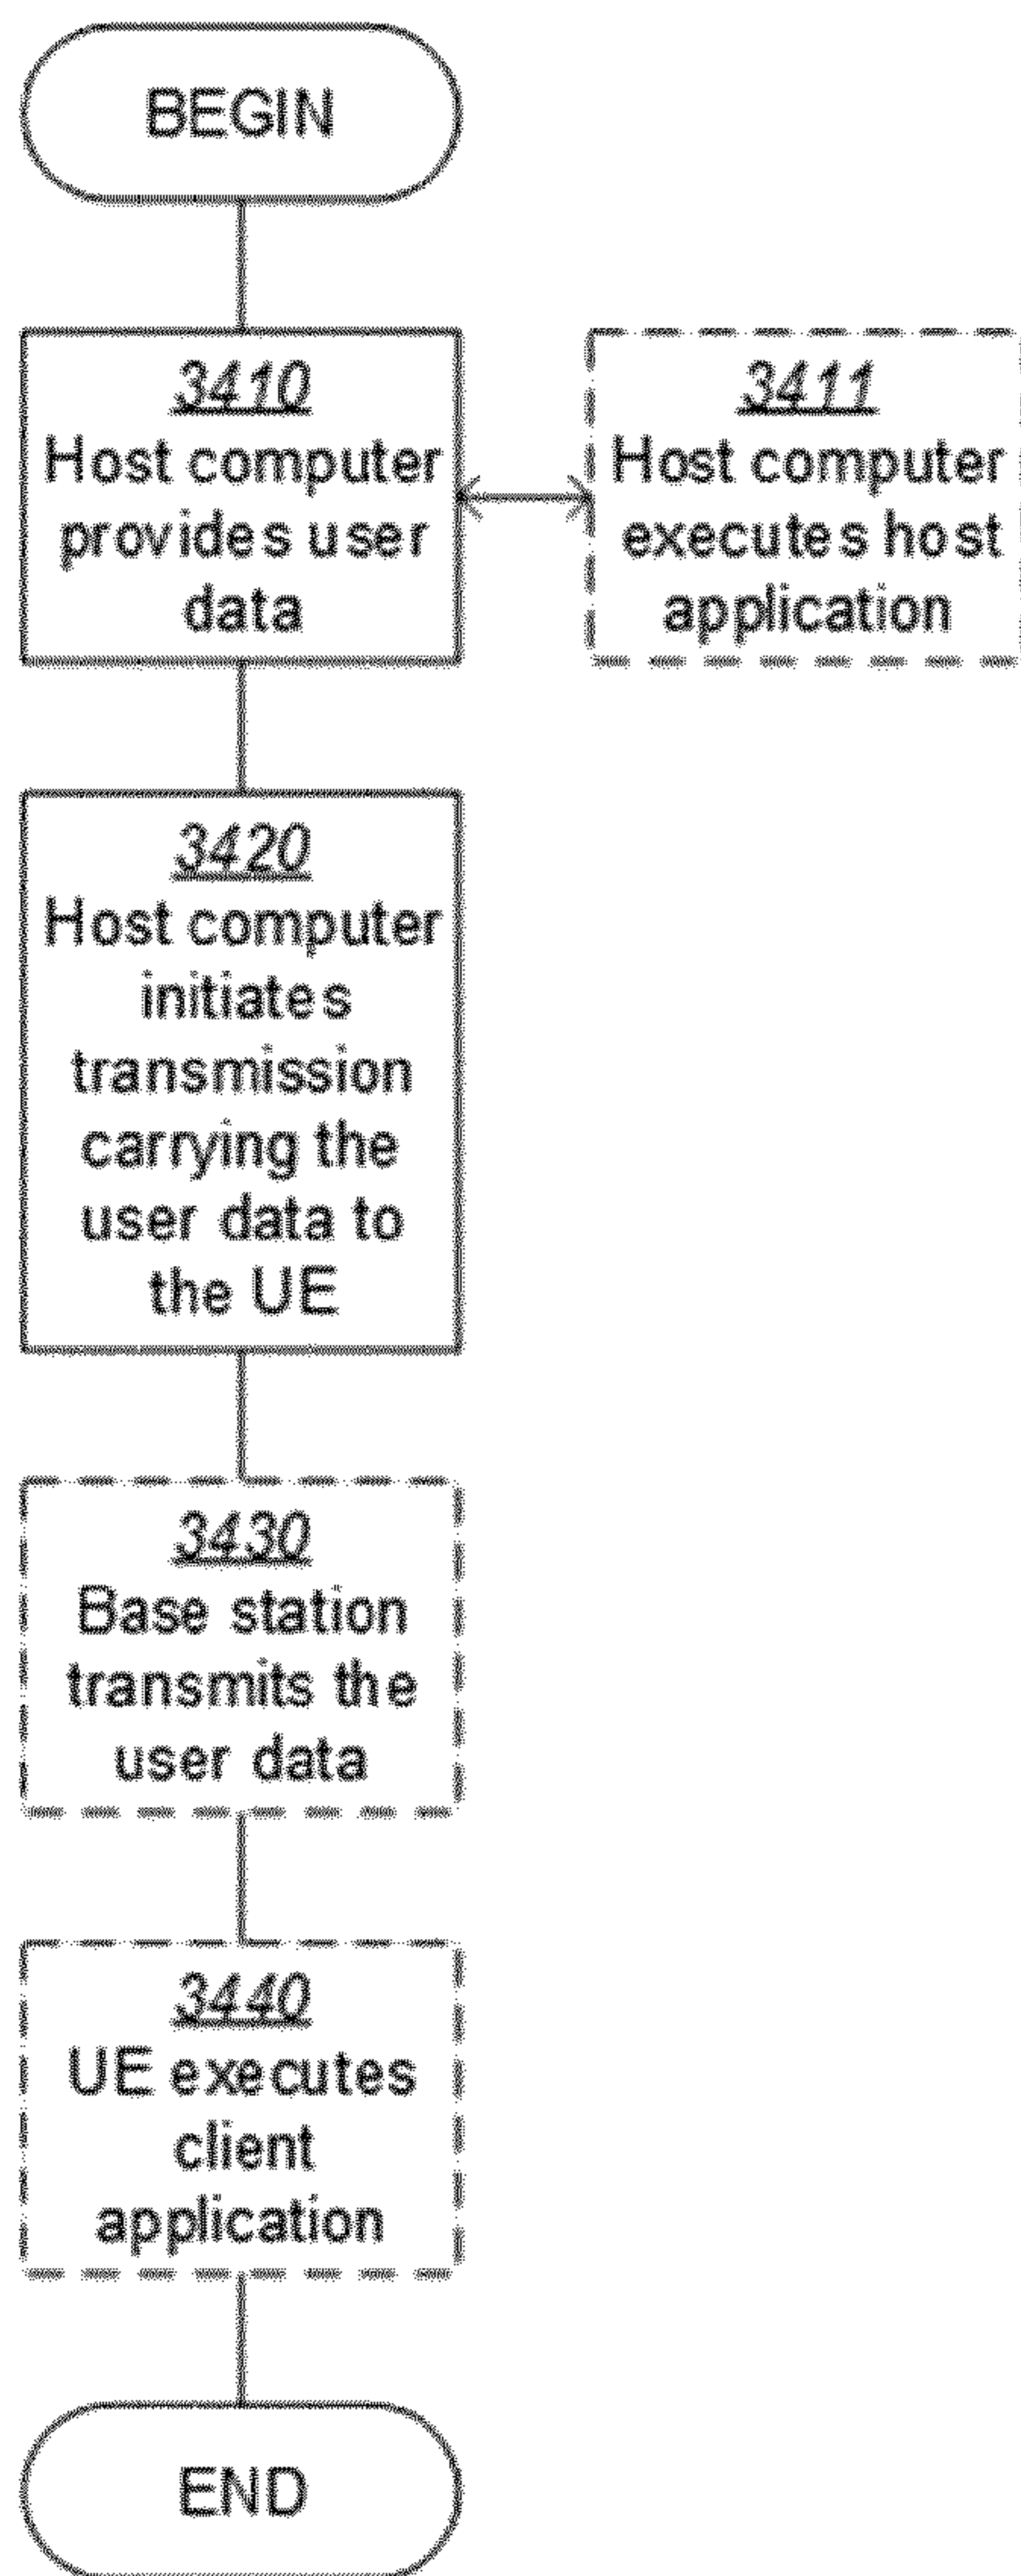 BEGIN
3410
Host computer
provides user
data
3411
Host computer
executes host
application
3420
Host computer
initiates
transmission
carrying the
user data to
the UE
3430
Base station
transmits the
user data
3440
UE executes
client
application
END